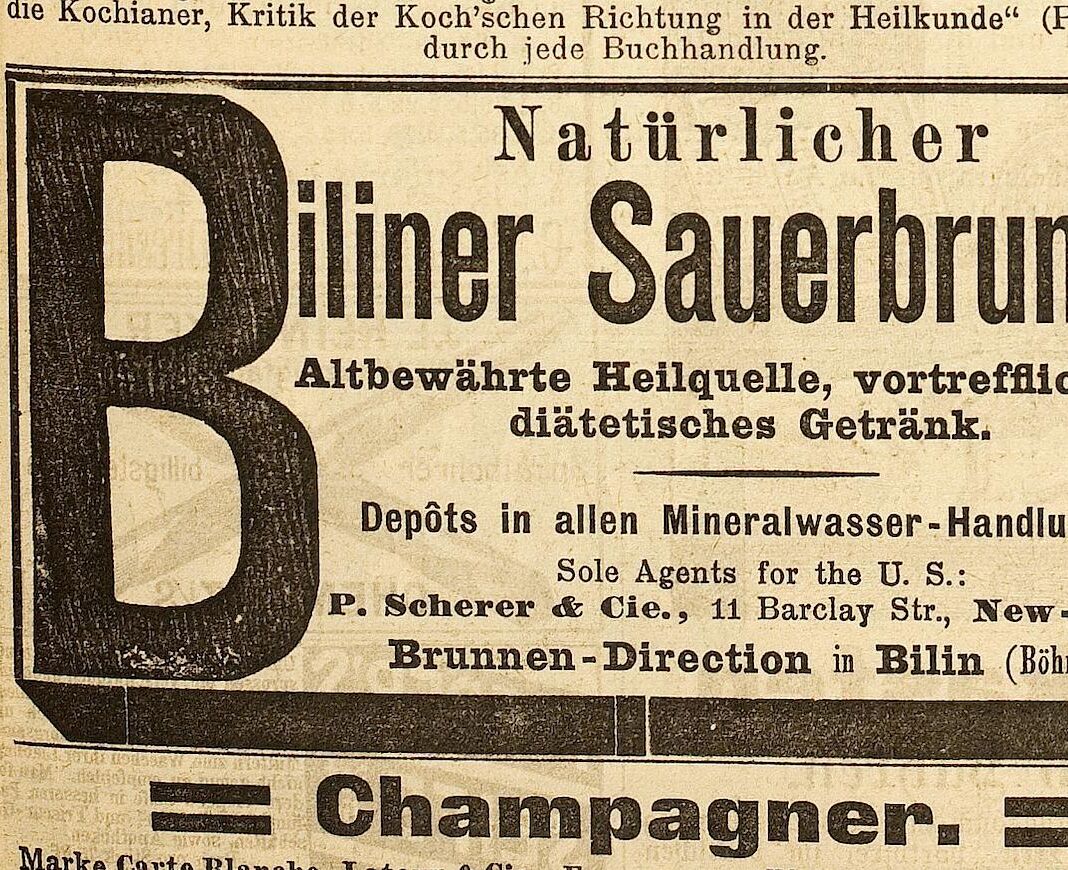 die Kochianer, Kritik der Koch'schen Richtung in der Heilkunde“
durch jede Buchhandlung.
Natürlicher
Biliner Sauerbrun
Altbewährte Heilquelle, vortrefflic
diätetisches Getränk.
Depôts in allen Mineralwasser-Handlu
Sole Agents for the U. S.:
P. Scherer & Cie., 11 Barclay Str., New-
Brunnen-Direction in Bilin (Böh
Champagner.
Marke Carte Blanche